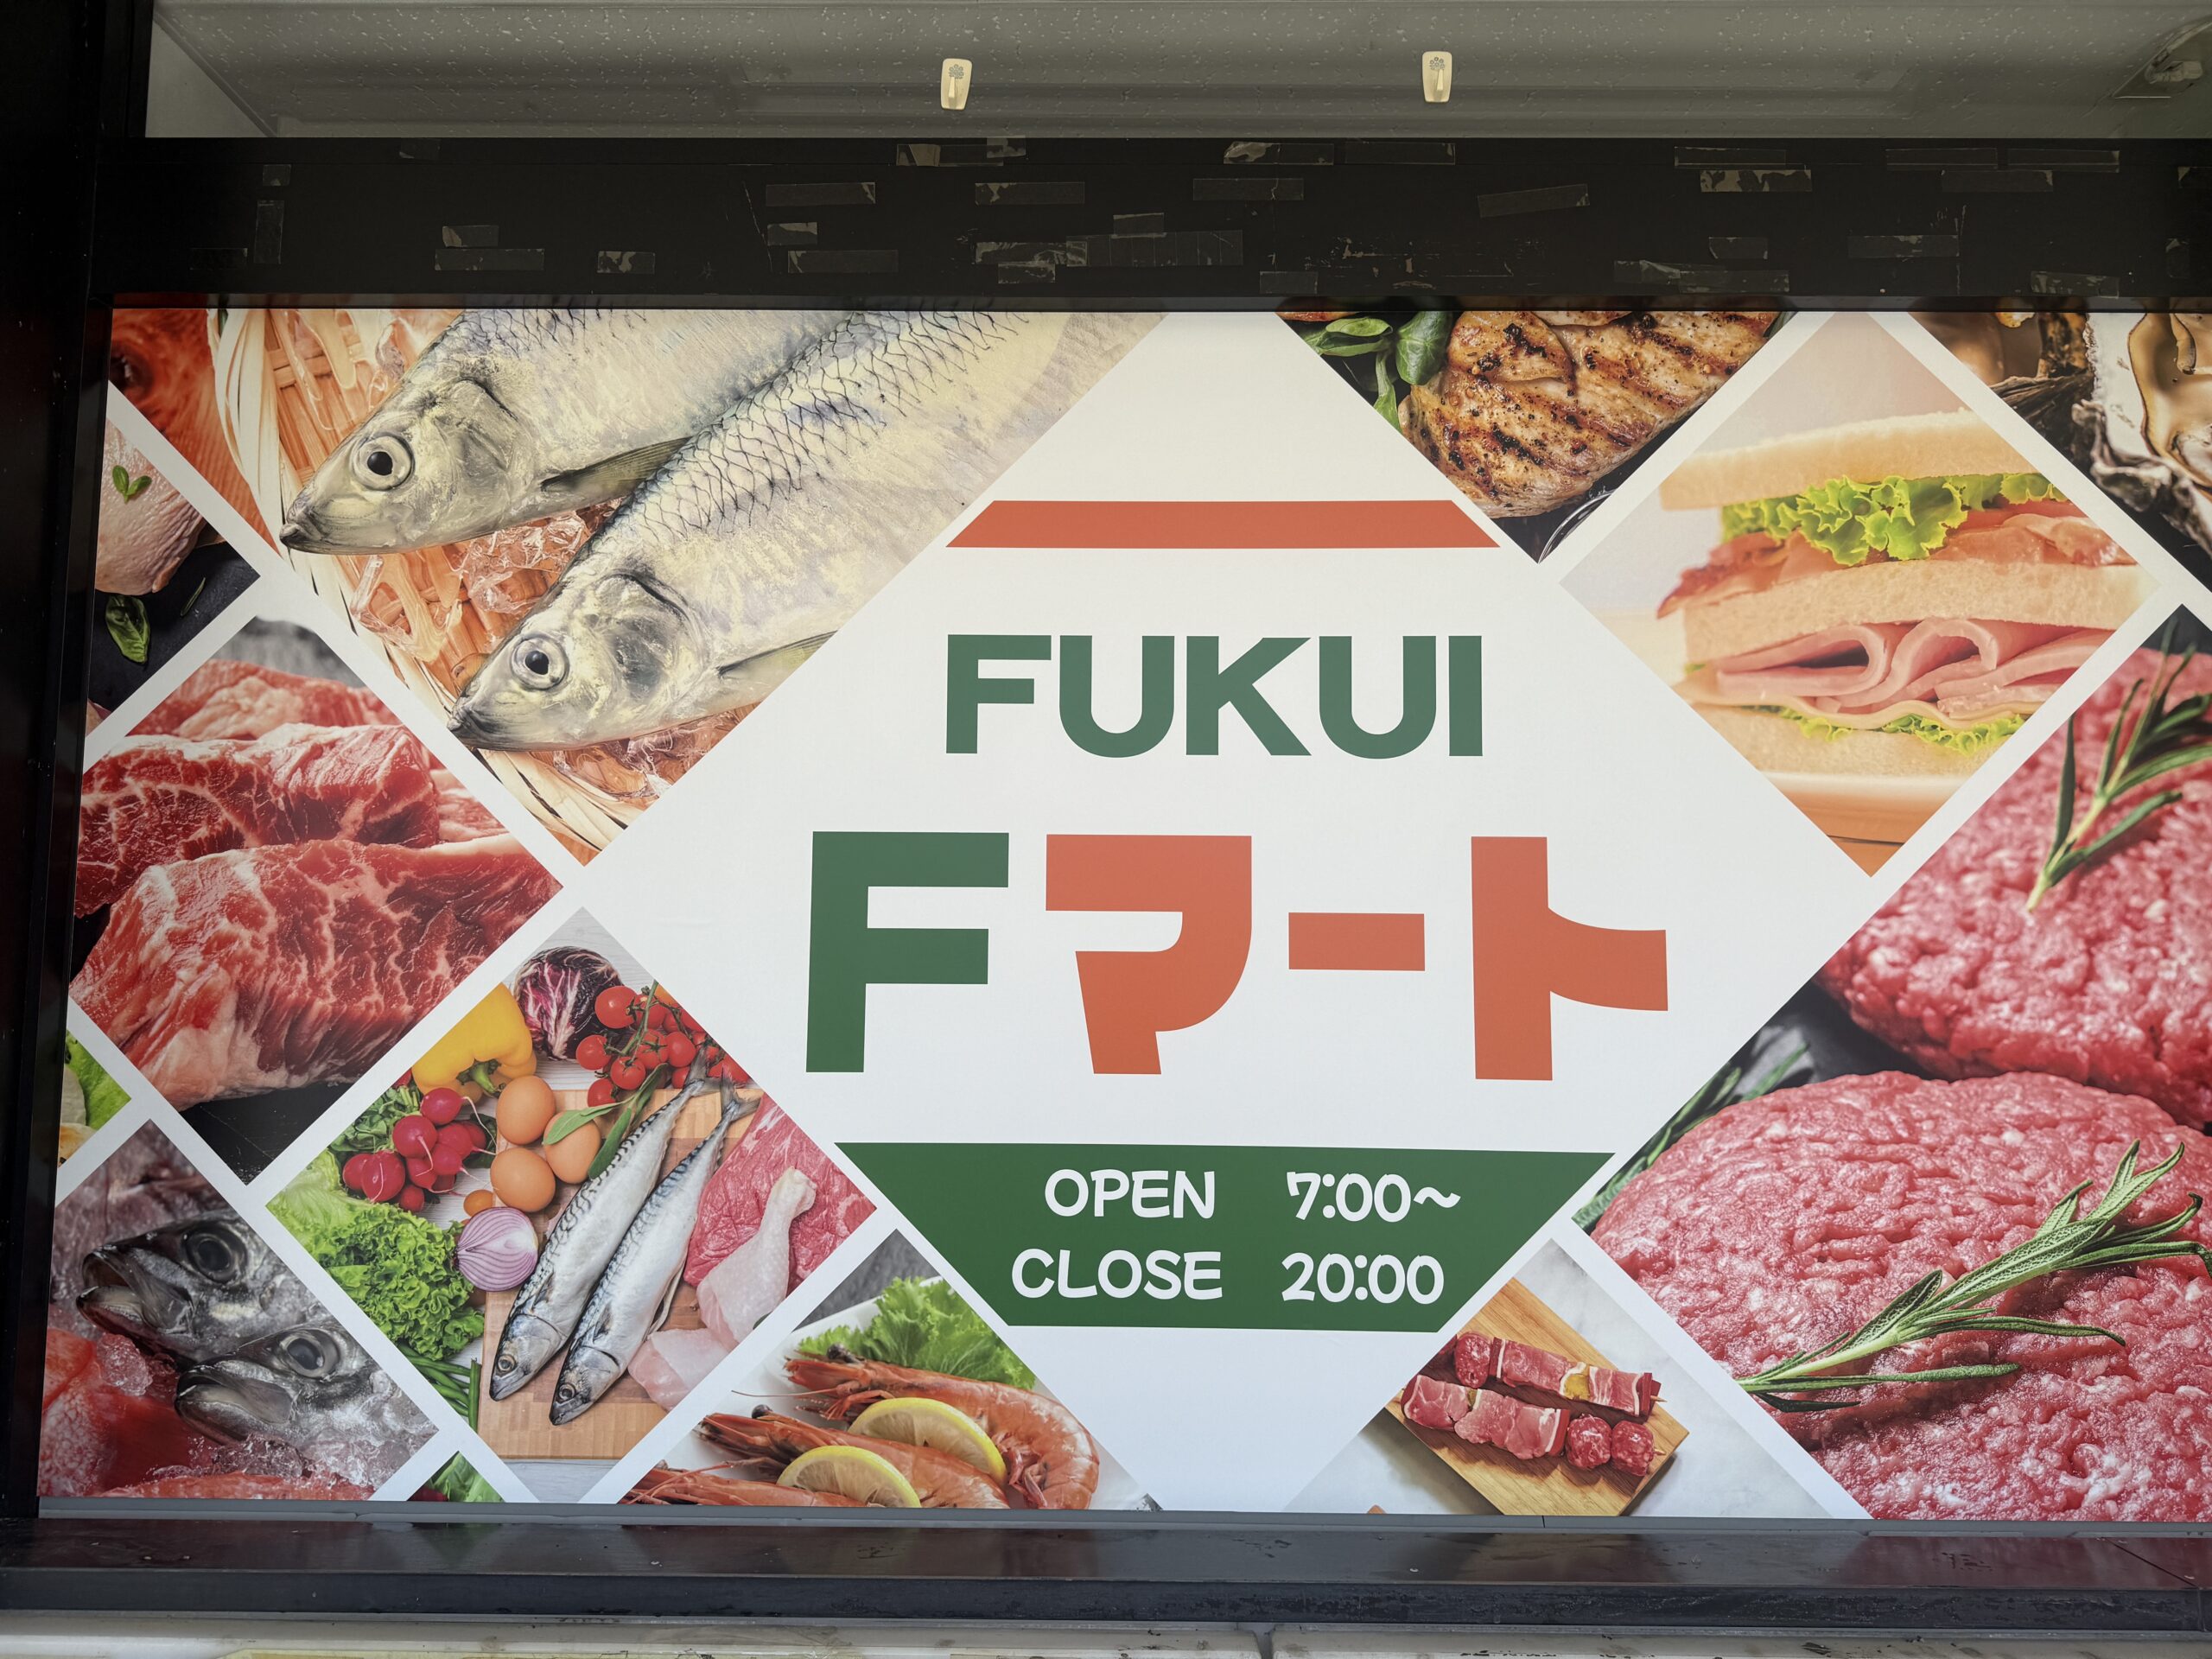 FUKUI
Fマート
OPEN 7:00～
CLOSE 20:00